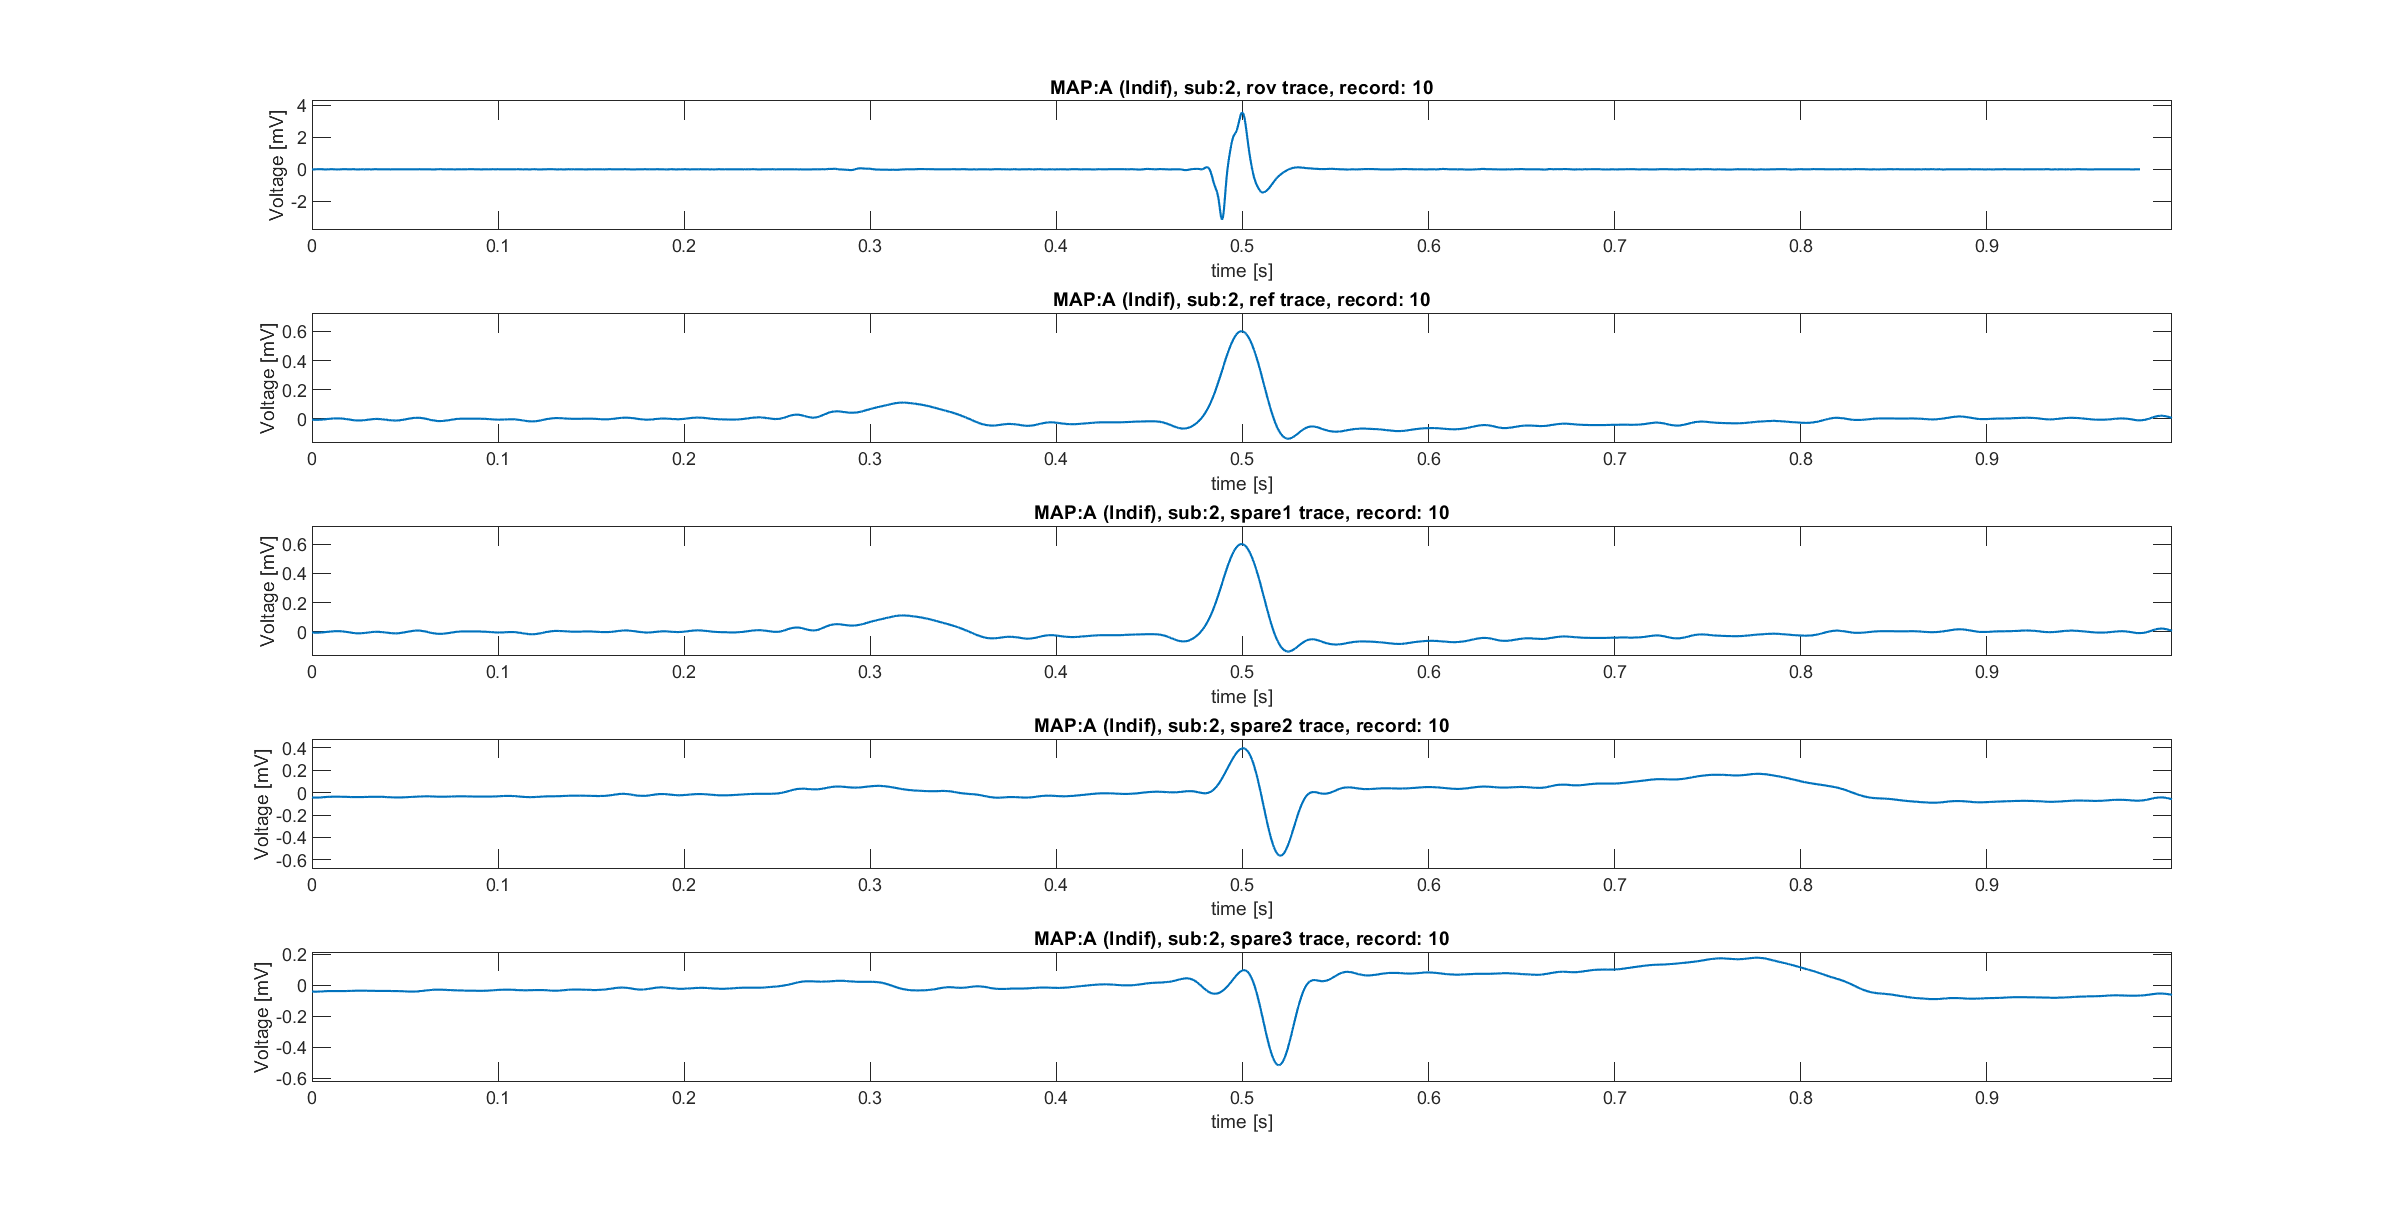 MAP:A (Indif), sub:2, rov trace, record: 10
Voltage [mV]
4
2
0
-2
0 0.1 0.2 0.3 0.4 0.5 0.6 0.7 0.8 0.9
time [s]
MAP:A (Indif), sub:2, ref trace, record: 10
Voltage [mV]
0.6
0.4
0.2
0
0 0.1 0.2 0.3 0.4 0.5 0.6 0.7 0.8 0.9
time [s]
MAP:A (Indif), sub:2, spare1 trace, record: 10
Voltage [mV]
0.6
0.4
0.2
0
0 0.1 0.2 0.3 0.4 0.5 0.6 0.7 0.8 0.9
time [s]
MAP:A (Indif), sub:2, spare2 trace, record: 10
Voltage [mV]
0.4
0.2
0
-0.2
-0.4
-0.6
0 0.1 0.2 0.3 0.4 0.5 0.6 0.7 0.8 0.9
time [s]
MAP:A (Indif), sub:2, spare3 trace, record: 10
Voltage [mV]
0.2
0
-0.2
-0.4
-0.6
0 0.1 0.2 0.3 0.4 0.5 0.6 0.7 0.8 0.9
time [s]